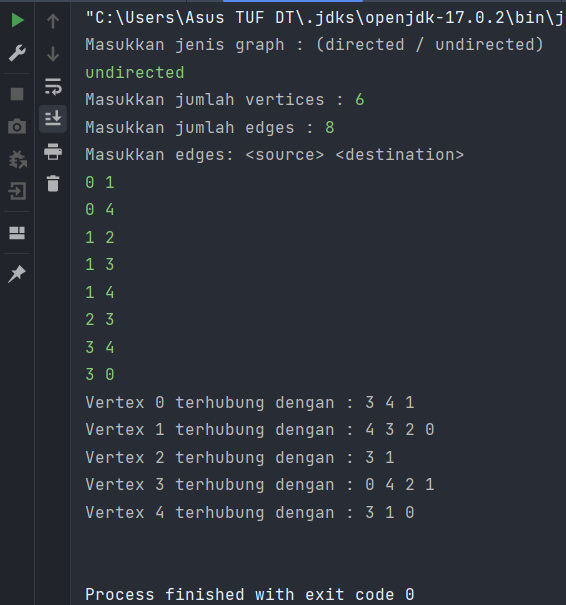 "C:\Users\Asus TUF DT\.jdks\openjdk-17.0.2\bin\j
Masukkan jenis graph : (directed / undirected)
undirected
Masukkan jumlah vertices : 6
Masukkan jumlah edges : 8
Masukkan edges: <source> <destination>
0 1
0 4
1 2
1 3
1 4
2 3
3 4
3 0
Vertex 0 terhubung dengan : 3 4 1
Vertex 1 terhubung dengan : 4 3 2 0
Vertex 2 terhubung dengan : 3 1
Vertex 3 terhubung dengan : 0 4 2 1
Vertex 4 terhubung dengan : 3 1 0
Process finished with exit code 0